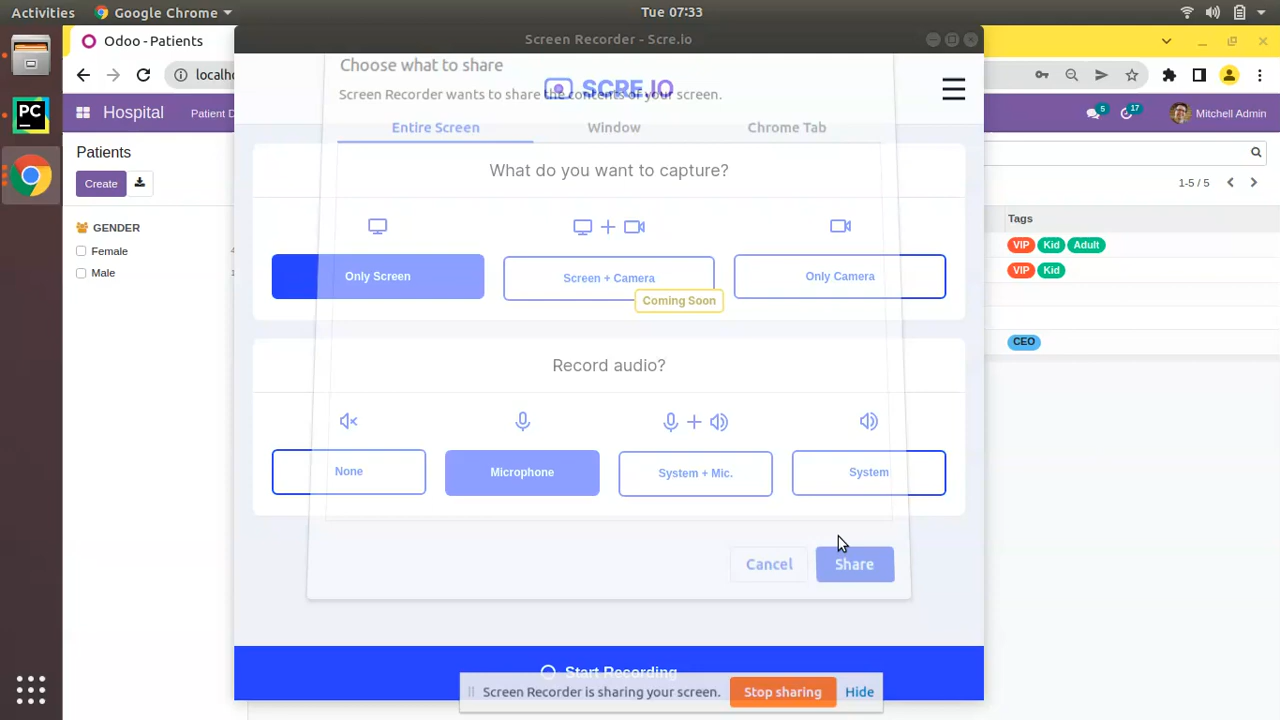 Activities
Google Chrome
Tue 07:33
Odoo - Patients
Screen Recorder - Scre.io
localh
Choose what to share
SCRE.IO
Screen Recorder wants to share the contents of your screen.
Hospital
Patient D
5
17
Mitchell Admin
Entire Screen
Window
Chrome Tab
Patients
Create
What do you want to capture?
1-5 / 5
Tags
GENDER
Female
Male
VIP Kid Adult
VIP Kid
CEO
Only Screen
Screen + Camera
Coming Soon
Only Camera
Record audio?
None
Microphone
System + Mic.
System
Cancel
Share
Start Recording
Screen Recorder is sharing your screen.
Stop sharing
Hide
PC